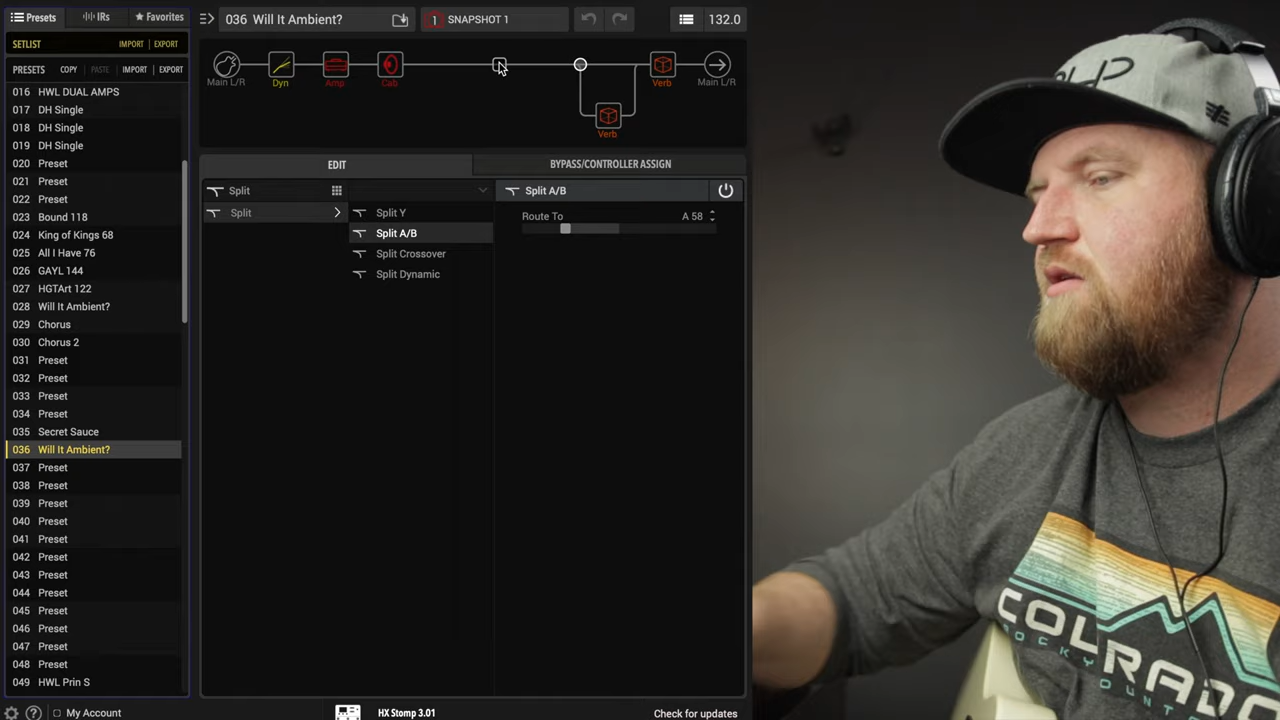 Presets
IRs
Favorites
036 Will It Ambient?
1 SNAPSHOT 1
132.0
SETLIST
IMPORT | EXPORT
PRESETS
COPY
PASTE
IMPORT
EXPORT
Main L/R
Dyn
Amp
Cab
Verb
Main L/R
Verb
016 HWL DUAL AMPS
017 DH Single
018 DH Single
019 DH Single
020 Preset
021 Preset
022 Preset
023 Bound 118
024 King of Kings 68
025 All I Have 76
026 GAYL 144
027 HGTArt 122
028 Will It Ambient?
029 Chorus
030 Chorus 2
031 Preset
032 Preset
033 Preset
034 Preset
035 Secret Sauce
036 Will It Ambient?
037 Preset
038 Preset
039 Preset
040 Preset
041 Preset
042 Preset
043 Preset
044 Preset
045 Preset
046 Preset
047 Preset
048 Preset
049 HWL Prin S
EDIT
BYPASS/CONTROLLER ASSIGN
Split
Split A/B
Split
Split Y
Split A/B
Split Crossover
Split Dynamic
Route To
A 58
My Account
HX Stomp 3.01
Check for updates